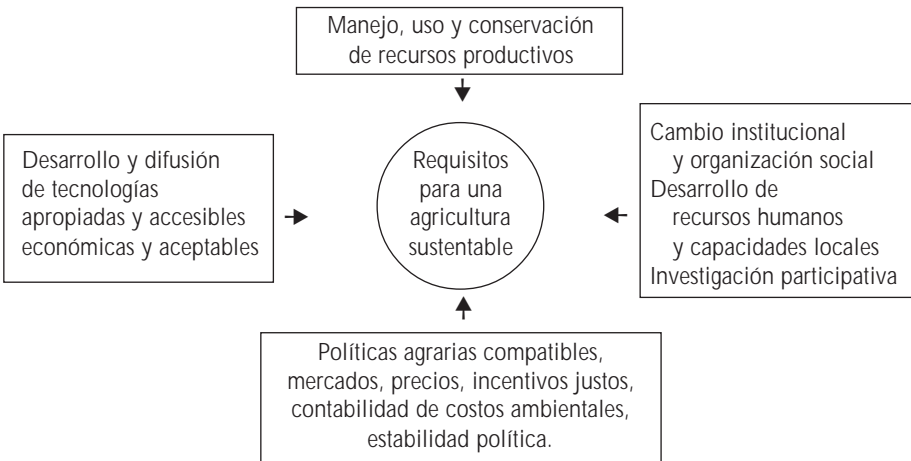 Manejo, uso y conservación
de recursos productivos
Desarrollo y difusión
de tecnologías
apropiadas y accesibles
económicas y aceptables
Requisitos
para una
agricultura
sustentable
Cambio institucional
y organización social
Desarrollo de
recursos humanos
y capacidades locales
Investigación participativa
Políticas agrarias compatibles,
mercados, precios, incentivos justos,
contabilidad de costos ambientales,
estabilidad política.